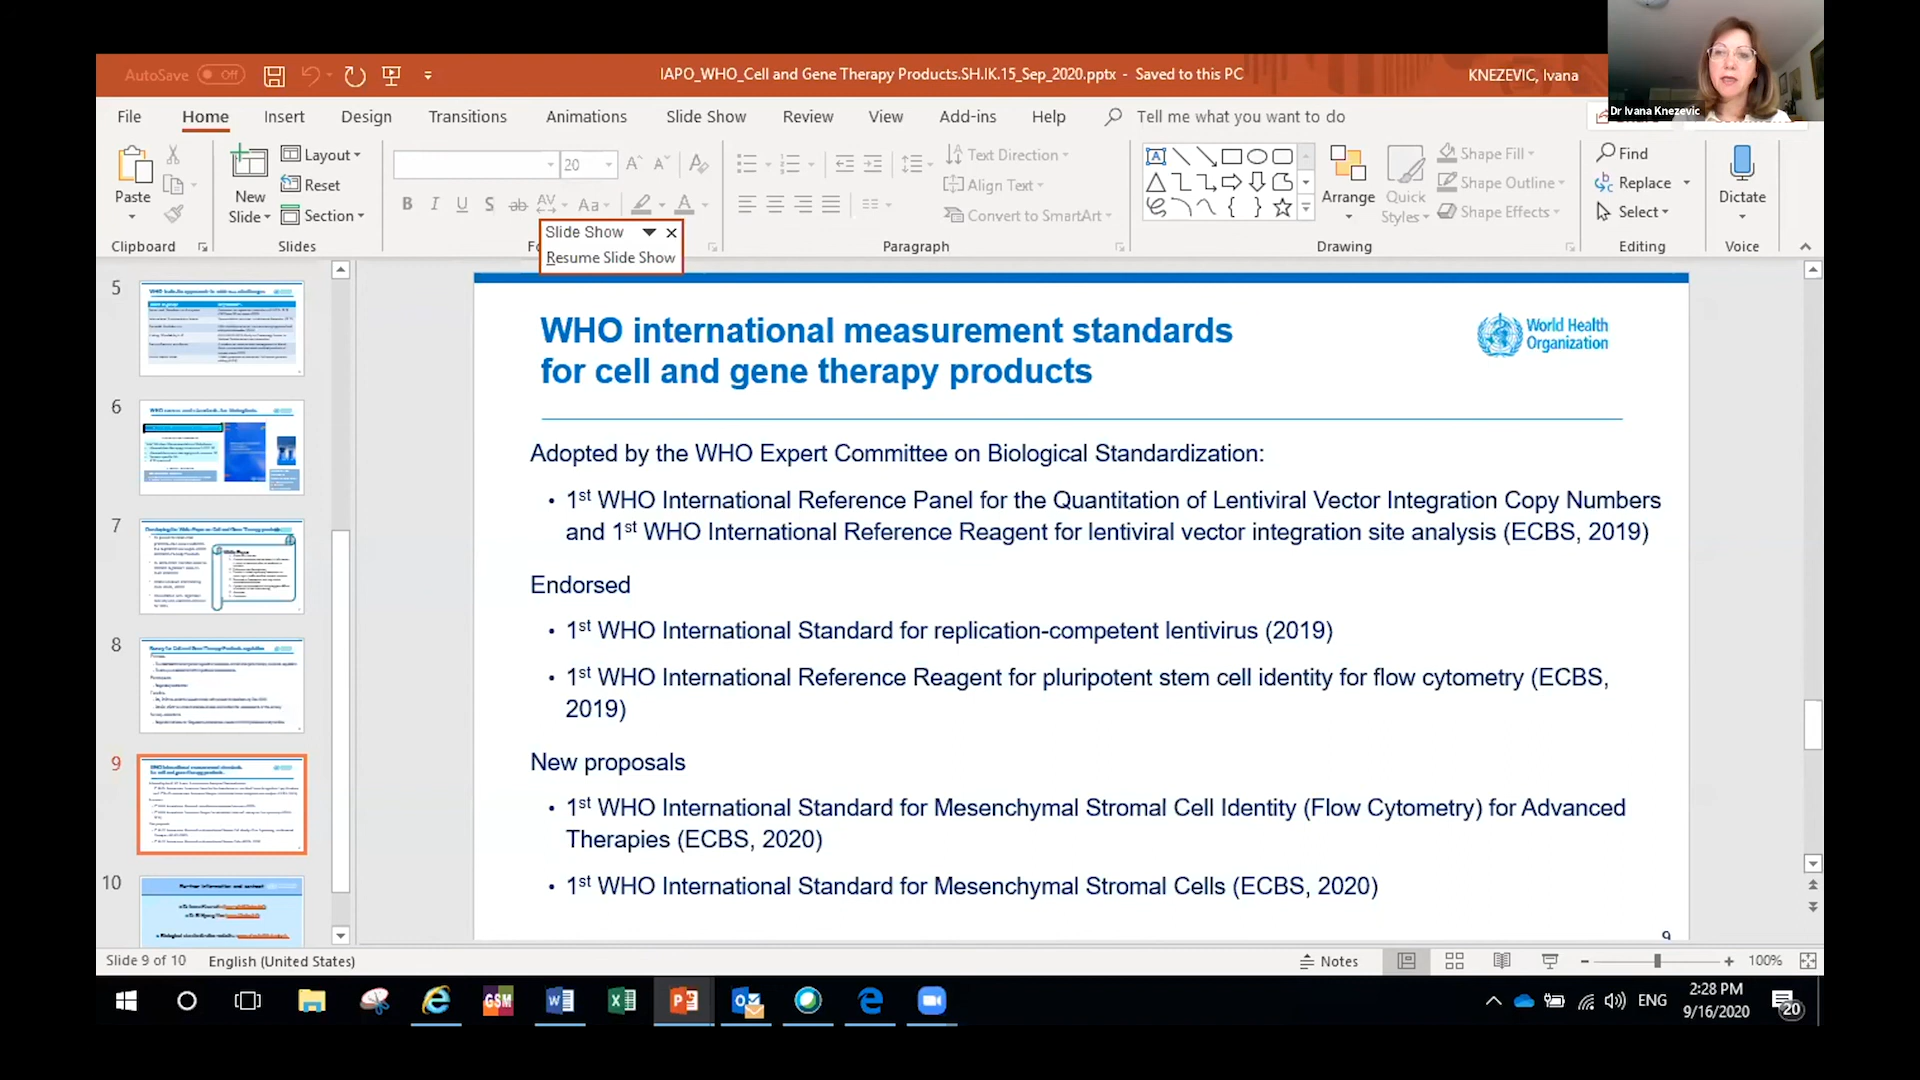 AutoSave Off
IAPO_WHO_Cell and Gene Therapy Products.SH.IK.15_Sep_2020.pptx - Saved to this PC
KNEZEVIC, Ivana
Dr Ivana Knezevic
File Home Insert Design Transitions Animations Slide Show Review View Add-ins Help Tell me what you want to do
Paste
Clipboard
New Slide
Layout
Reset
Section
Slides
20
B I U S ab AV Aa A
Slide Show
Resume Slide Show
Text Direction
Align Text
Convert to SmartArt
Paragraph
Arrange
Quick Styles
Shape Fill
Shape Outline
Shape Effects
Drawing
Find
Replace
Select
Editing
Dictate
Voice
5
6
7
8
9
10
Further information and contact
WHO international measurement standards
for cell and gene therapy products
World Health
Organization
Adopted by the WHO Expert Committee on Biological Standardization:
• 1st WHO International Reference Panel for the Quantitation of Lentiviral Vector Integration Copy Numbers
and 1st WHO International Reference Reagent for lentiviral vector integration site analysis (ECBS, 2019)
Endorsed
• 1st WHO International Standard for replication-competent lentivirus (2019)
• 1st WHO International Reference Reagent for pluripotent stem cell identity for flow cytometry (ECBS,
2019)
New proposals
• 1st WHO International Standard for Mesenchymal Stromal Cell Identity (Flow Cytometry) for Advanced
Therapies (ECBS, 2020)
• 1st WHO International Standard for Mesenchymal Stromal Cells (ECBS, 2020)
9
Slide 9 of 10 English (United States)
Notes
100%
GSM
ENG
2:28 PM
9/16/2020
20